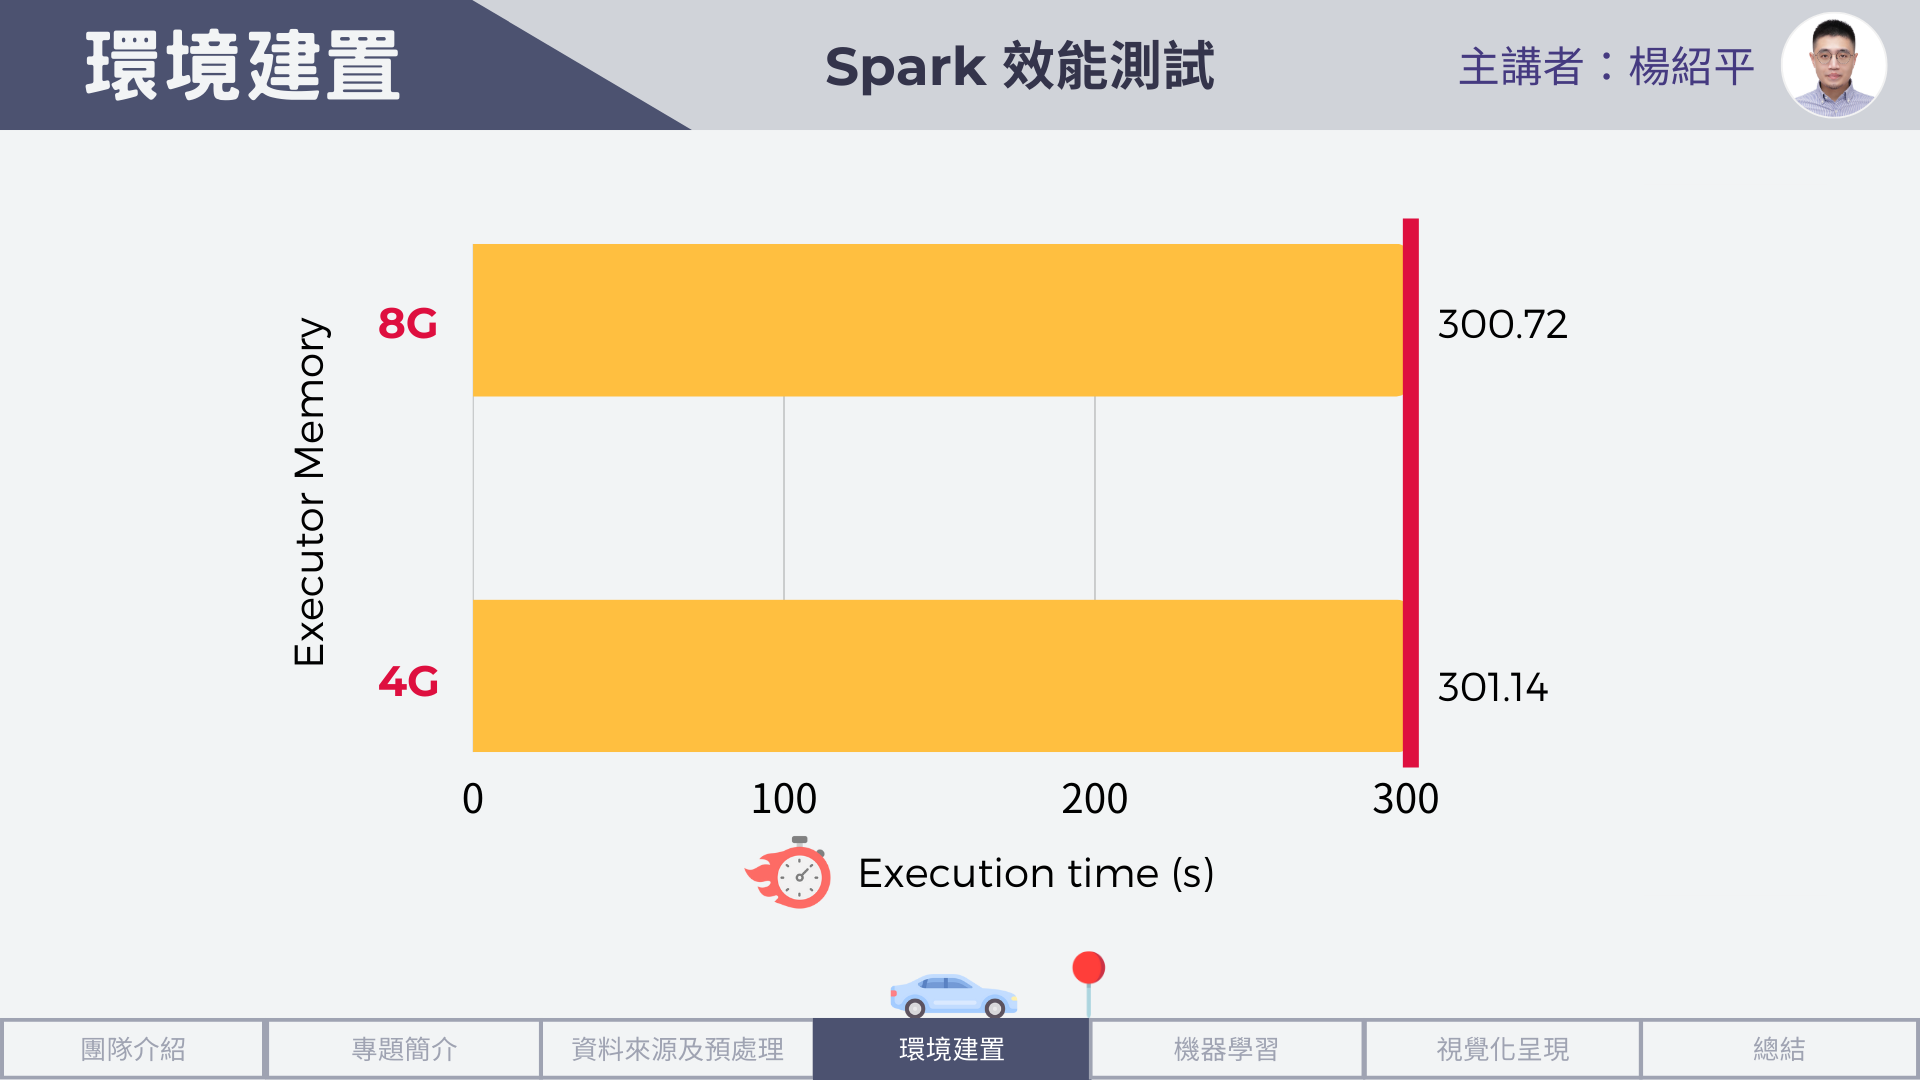 環境建置
Spark 效能測試
主講者：楊紹平
Executor Memory
8G
300.72
4G
301.14
0
100
200
300
Execution time (s)
團隊介紹
專題簡介
資料來源及預處理
環境建置
機器學習
視覺化呈現
總結